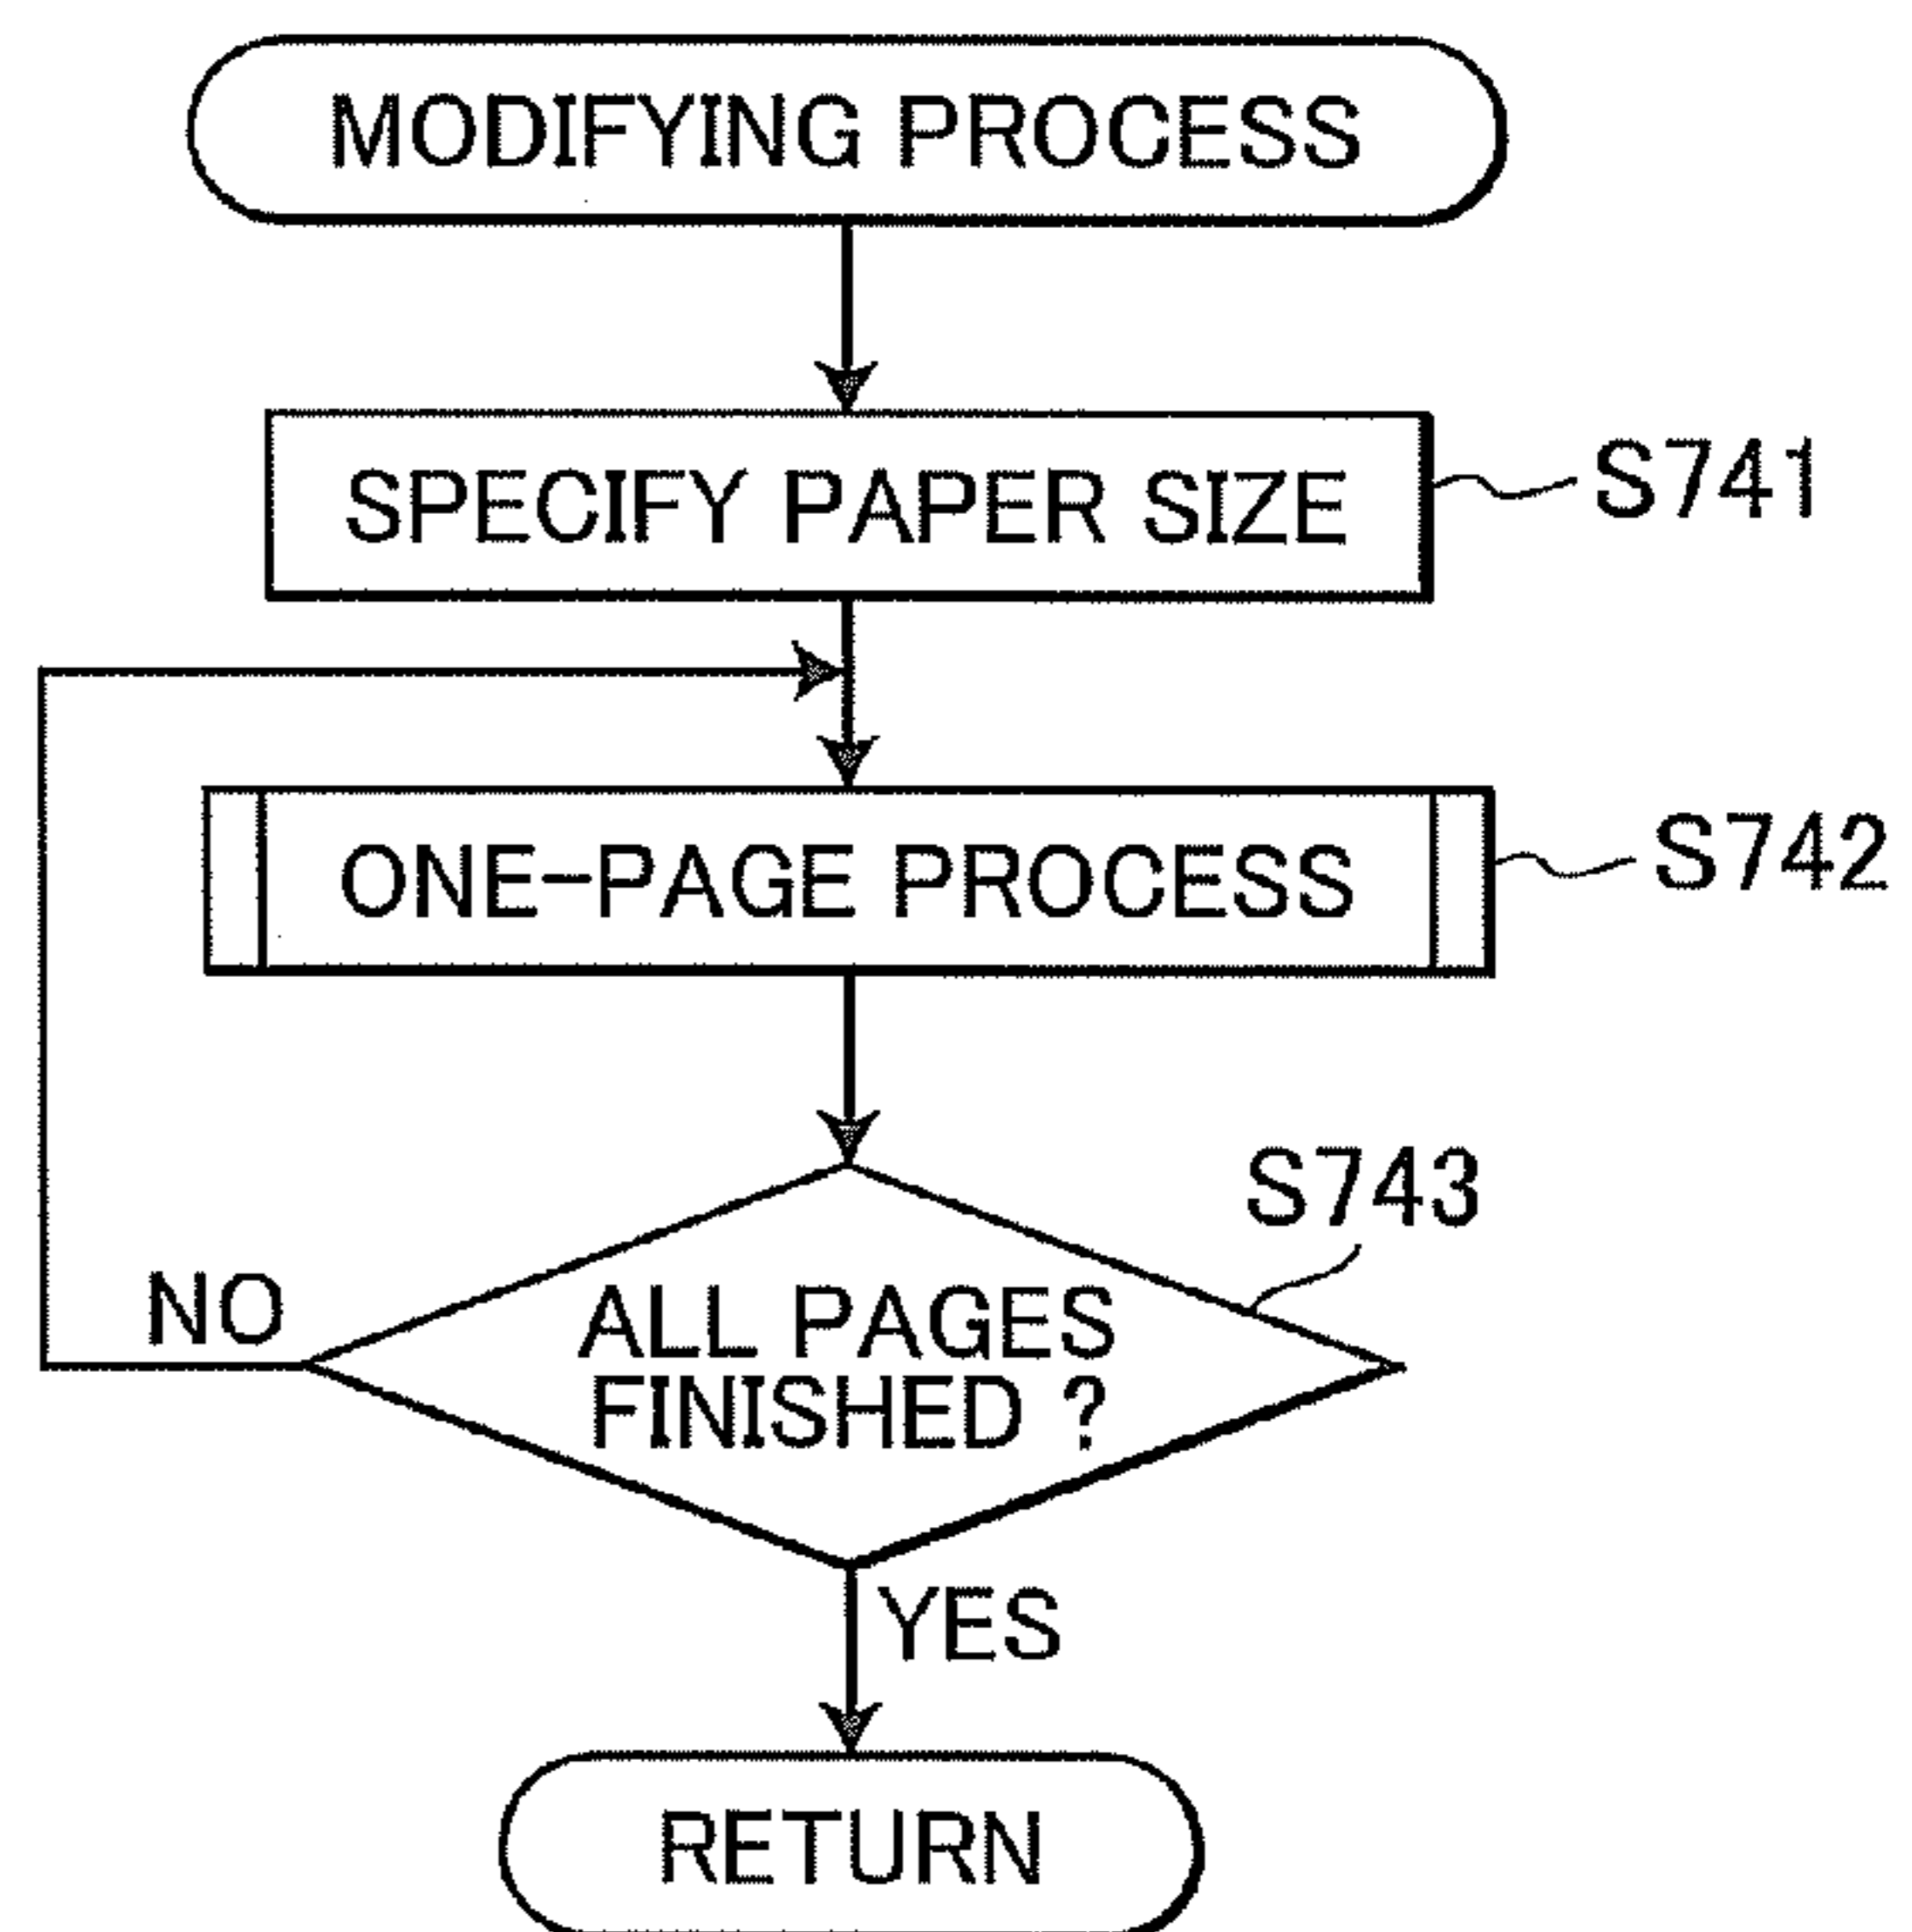 MODIFYING PROCESS
SPECIFY PAPER SIZE
S741
ONE-PAGE PROCESS
S742
S743
ALL PAGES
FINISHED ?
NO
YES
RETURN